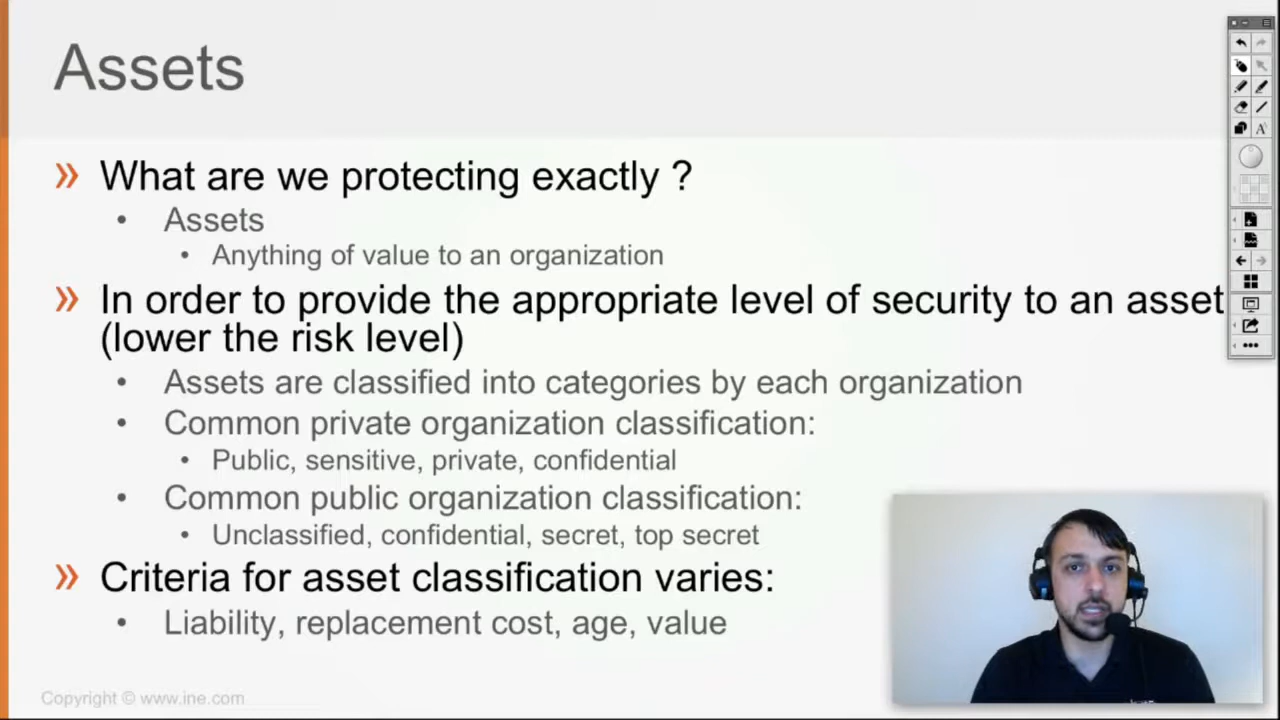 Assets
» What are we protecting exactly ?
• Assets
• Anything of value to an organization
» In order to provide the appropriate level of security to an asset
(lower the risk level)
• Assets are classified into categories by each organization
• Common private organization classification:
• Public, sensitive, private, confidential
• Common public organization classification:
• Unclassified, confidential, secret, top secret
» Criteria for asset classification varies:
• Liability, replacement cost, age, value
Copyright © www.ine.com